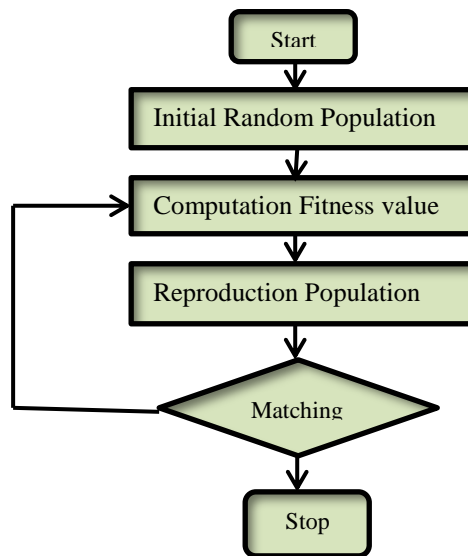 Start
Initial Random Population
Computation Fitness value
Reproduction Population
Matching
Stop